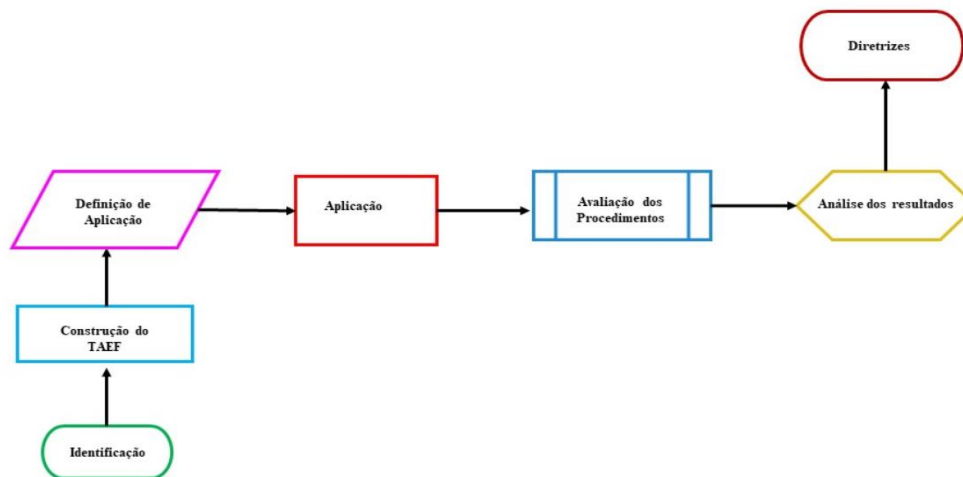 Diretrizes
Definição de
Aplicação
Aplicação
Avaliação dos
Procedimentos
Análise dos resultados
Construção do
TAEF
Identificação